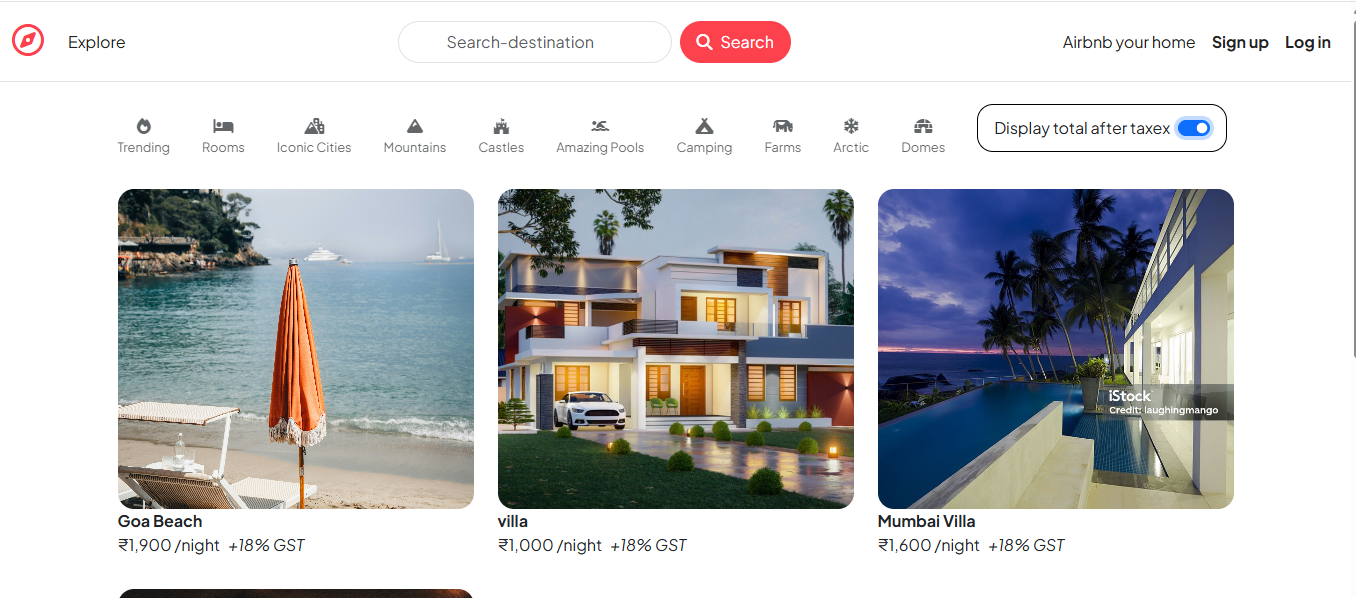 Explore
Search-destination
Search
Airbnb your home
Sign up
Log in
Trending
Rooms
Iconic Cities
Mountains
Castles
Amazing Pools
Camping
Farms
Arctic
Domes
Display total after taxex
iStock
Credit: laughingmango
Goa Beach
₹1,900 /night +18% GST
villa
₹1,000 /night +18% GST
Mumbai Villa
₹1,600 /night +18% GST